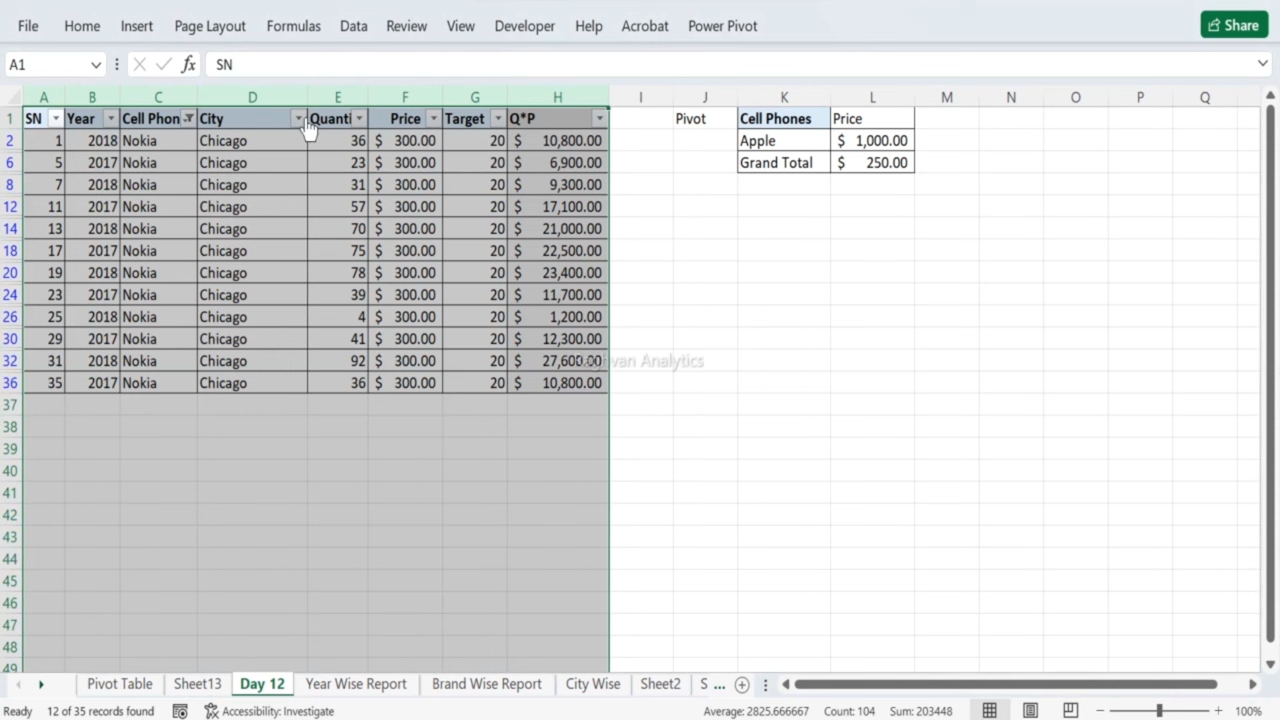 File Home Insert Page Layout Formulas Data Review View Developer Help Acrobat Power Pivot Share
A1 fx SN
A B C D E F G H I J K L M N O P Q
1 SN Year Cell Phon City Quanti Price Target Q*P Pivot Cell Phones Price
2 1 2018 Nokia Chicago 36 $ 300.00 20 $ 10,800.00 Apple $ 1,000.00
6 5 2017 Nokia Chicago 23 $ 300.00 20 $ 6,900.00 Grand Total $ 250.00
8 7 2018 Nokia Chicago 31 $ 300.00 20 $ 9,300.00
12 11 2017 Nokia Chicago 57 $ 300.00 20 $ 17,100.00
14 13 2018 Nokia Chicago 70 $ 300.00 20 $ 21,000.00
18 17 2017 Nokia Chicago 75 $ 300.00 20 $ 22,500.00
20 19 2018 Nokia Chicago 78 $ 300.00 20 $ 23,400.00
24 23 2017 Nokia Chicago 39 $ 300.00 20 $ 11,700.00
26 25 2018 Nokia Chicago 4 $ 300.00 20 $ 1,200.00
30 29 2017 Nokia Chicago 41 $ 300.00 20 $ 12,300.00
32 31 2018 Nokia Chicago 92 $ 300.00 20 $ 27,600.00 Analytics
36 35 2017 Nokia Chicago 36 $ 300.00 20 $ 10,800.00
37
38
39
40
41
42
43
44
45
46
47
48
49
Pivot Table Sheet13 Day 12 Year Wise Report Brand Wise Report City Wise Sheet2 S ...
Ready 12 of 35 records found Accessibility: Investigate Average: 2825.666667 Count: 104 Sum: 203448 100%